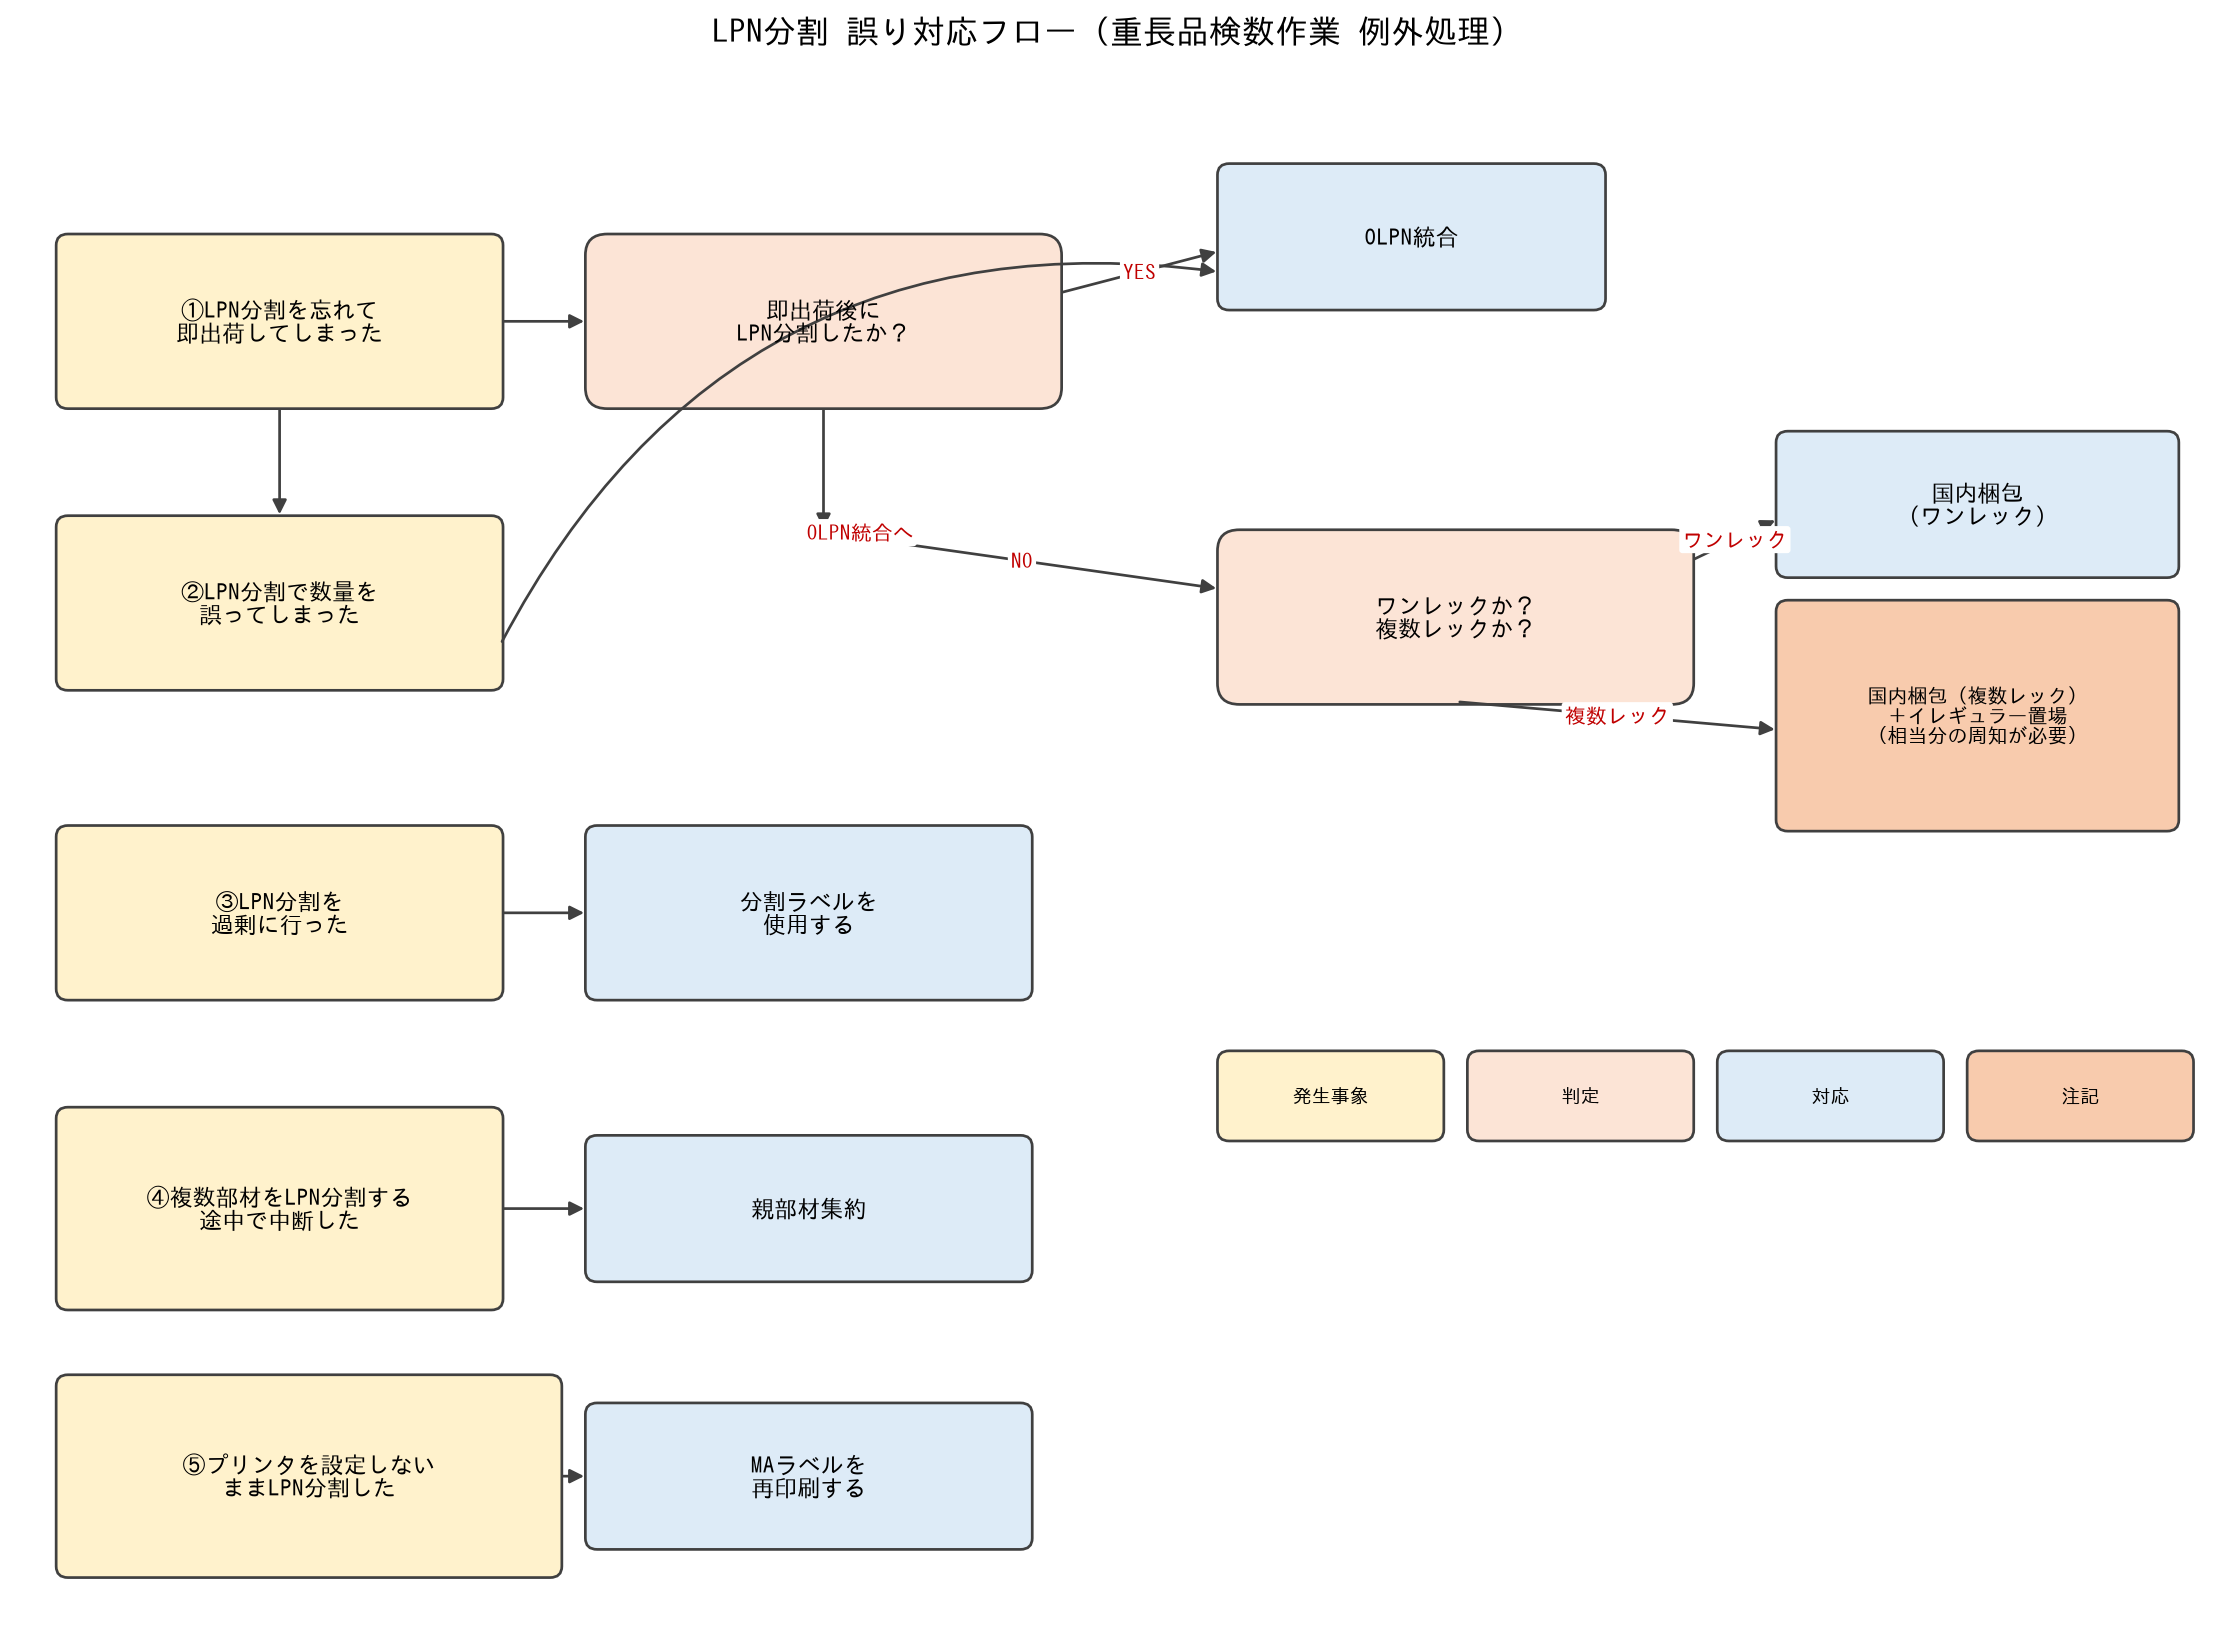 LPN分割 誤り対応フロー（重長品検数作業 例外処理）
①LPN分割を忘れて
即出荷してしまった
即出荷後に
LPN分割したか？
YES
OLPN統合
②LPN分割で数量を
誤ってしまった
OLPN統合へ
NO
ワンレックか？
複数レックか？
ワンレック
国内梱包
（ワンレック）
複数レック
国内梱包（複数レック）
＋イレギュラー置場
（相当分の周知が必要）
③LPN分割を
過剰に行った
分割ラベルを
使用する
発生事象
判定
対応
注記
④複数部材をLPN分割する
途中で中断した
親部材集約
⑤プリンタを設定しない
ままLPN分割した
MAラベルを
再印刷する